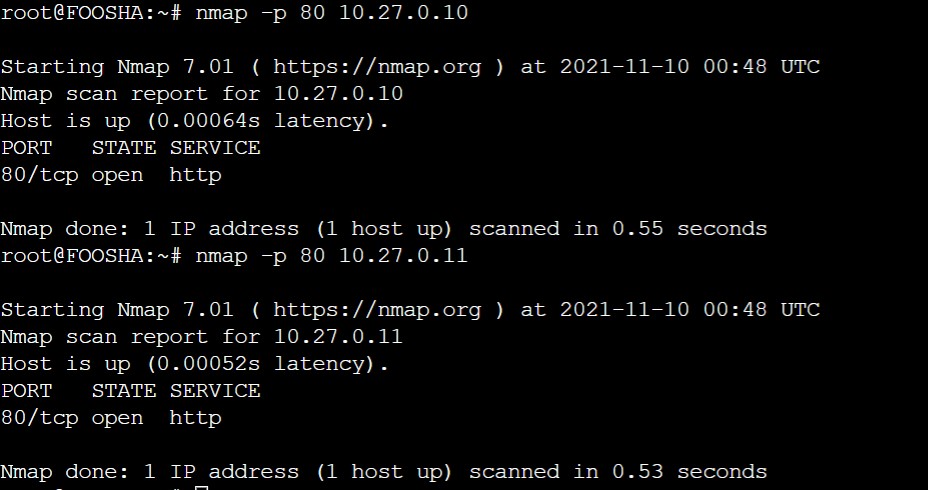 root@FOOSHA:~# nmap -p 80 10.27.0.10
Starting Nmap 7.01 ( https://nmap.org ) at 2021-11-10 00:48 UTC
Nmap scan report for 10.27.0.10
Host is up (0.00064s latency).
PORT   STATE SERVICE
80/tcp open  http
Nmap done: 1 IP address (1 host up) scanned in 0.55 seconds
root@FOOSHA:~# nmap -p 80 10.27.0.11
Starting Nmap 7.01 ( https://nmap.org ) at 2021-11-10 00:48 UTC
Nmap scan report for 10.27.0.11
Host is up (0.00052s latency).
PORT   STATE SERVICE
80/tcp open  http
Nmap done: 1 IP address (1 host up) scanned in 0.53 seconds